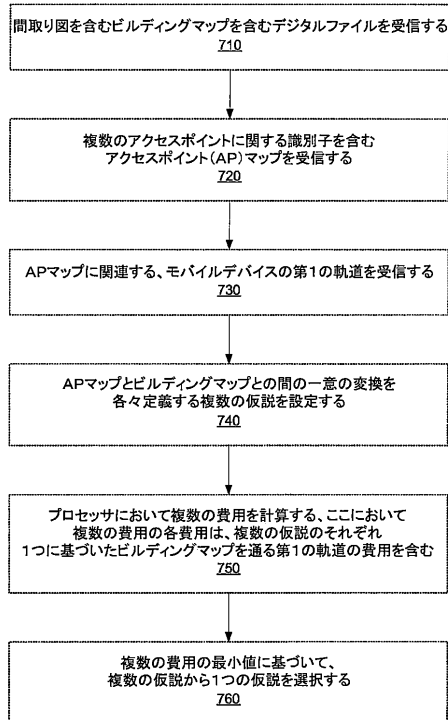 間取り図を含むビルディングマップを含むデジタルファイルを受信する
710
複数のアクセスポイントに関する識別子を含む
アクセスポイント(AP)マップを受信する
720
APマップに関連する、モバイルデバイスの第1の軌道を受信する
730
APマップとビルディングマップとの間の一意の変換を
各々定義する複数の仮説を設定する
740
プロセッサにおいて複数の費用を計算する、ここにおいて
複数の費用の各費用は、複数の仮説のそれぞれ
1つに基づいたビルディングマップを通る第1の軌道の費用を含む
750
複数の費用の最小値に基づいて、
複数の仮説から1つの仮説を選択する
760